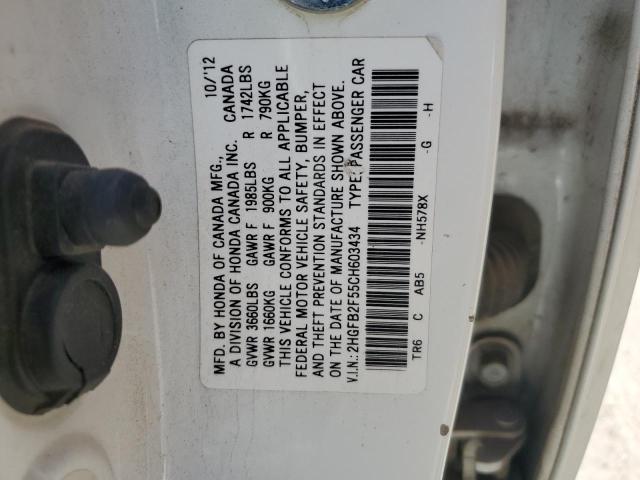 MFD. BY HONDA OF CANADA MFG., 10/'12
A DIVISION OF HONDA CANADA INC. CANADA
GVWR 3660LBS GAWR F 1985LBS R 1742LBS
GVWR 1660KG GAWR F 900KG R 790KG
THIS VEHICLE CONFORMS TO ALL APPLICABLE
FEDERAL MOTOR VEHICLE SAFETY, BUMPER,
AND THEFT PREVENTION STANDARDS IN EFFECT
ON THE DATE OF MANUFACTURE SHOWN ABOVE.
V.I.N.: 2HGFB2F55CH603434 TYPE: PASSENGER CAR
TR6 C AB5 -NH578X -G -H